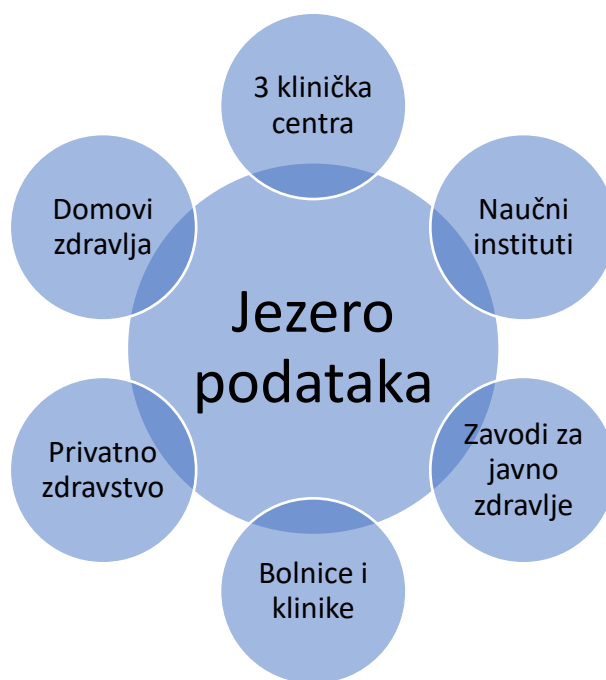 3 klinička
centra
Domovi
zdravlja
Naučni
instituti
Jezero
podataka
Privatno
zdravstvo
Zavodi za
javno
zdravlje
Bolnice i
klinike